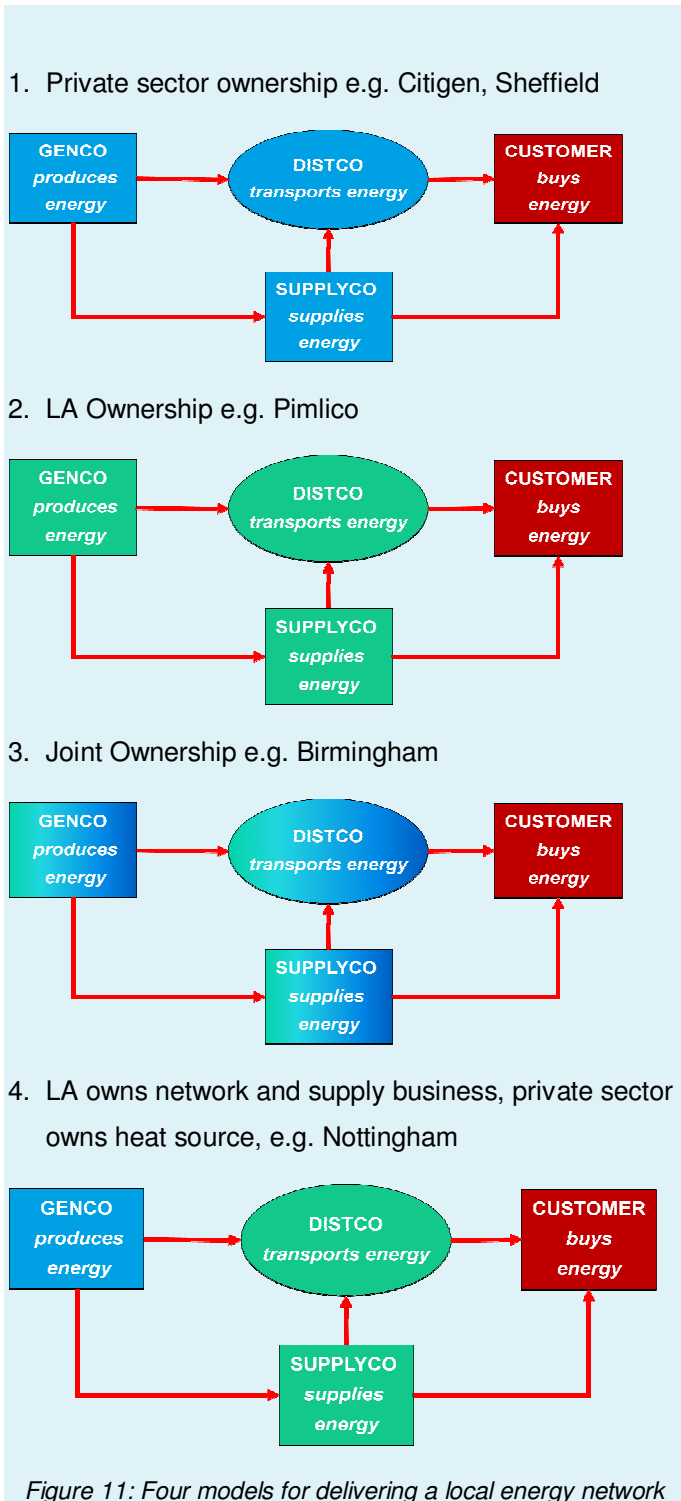 1. Private sector ownership e.g. Citigen, Sheffield
GENCO
produces
energy
DISTCO
transports energy
CUSTOMER
buys
energy
SUPPLYCO
supplies
energy
2. LA Ownership e.g. Pimlico
GENCO
produces
energy
DISTCO
transports energy
CUSTOMER
buys
energy
SUPPLYCO
supplies
energy
3. Joint Ownership e.g. Birmingham
GENCO
produces
energy
DISTCO
transports energy
CUSTOMER
buys
energy
SUPPLYCO
supplies
energy
4. LA owns network and supply business, private sector
owns heat source, e.g. Nottingham
GENCO
produces
energy
DISTCO
transports energy
CUSTOMER
buys
energy
SUPPLYCO
supplies
energy
Figure 11: Four models for delivering a local energy network